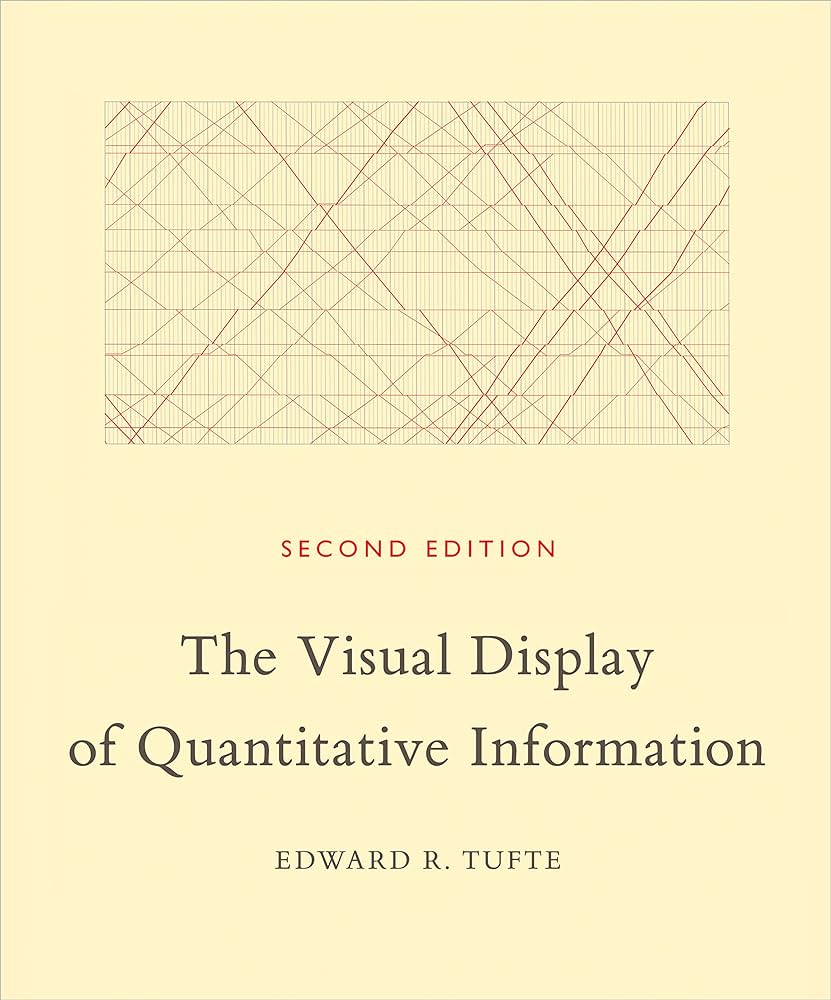 SECOND EDITION
The Visual Display
of Quantitative Information
EDWARD R. TUFTE